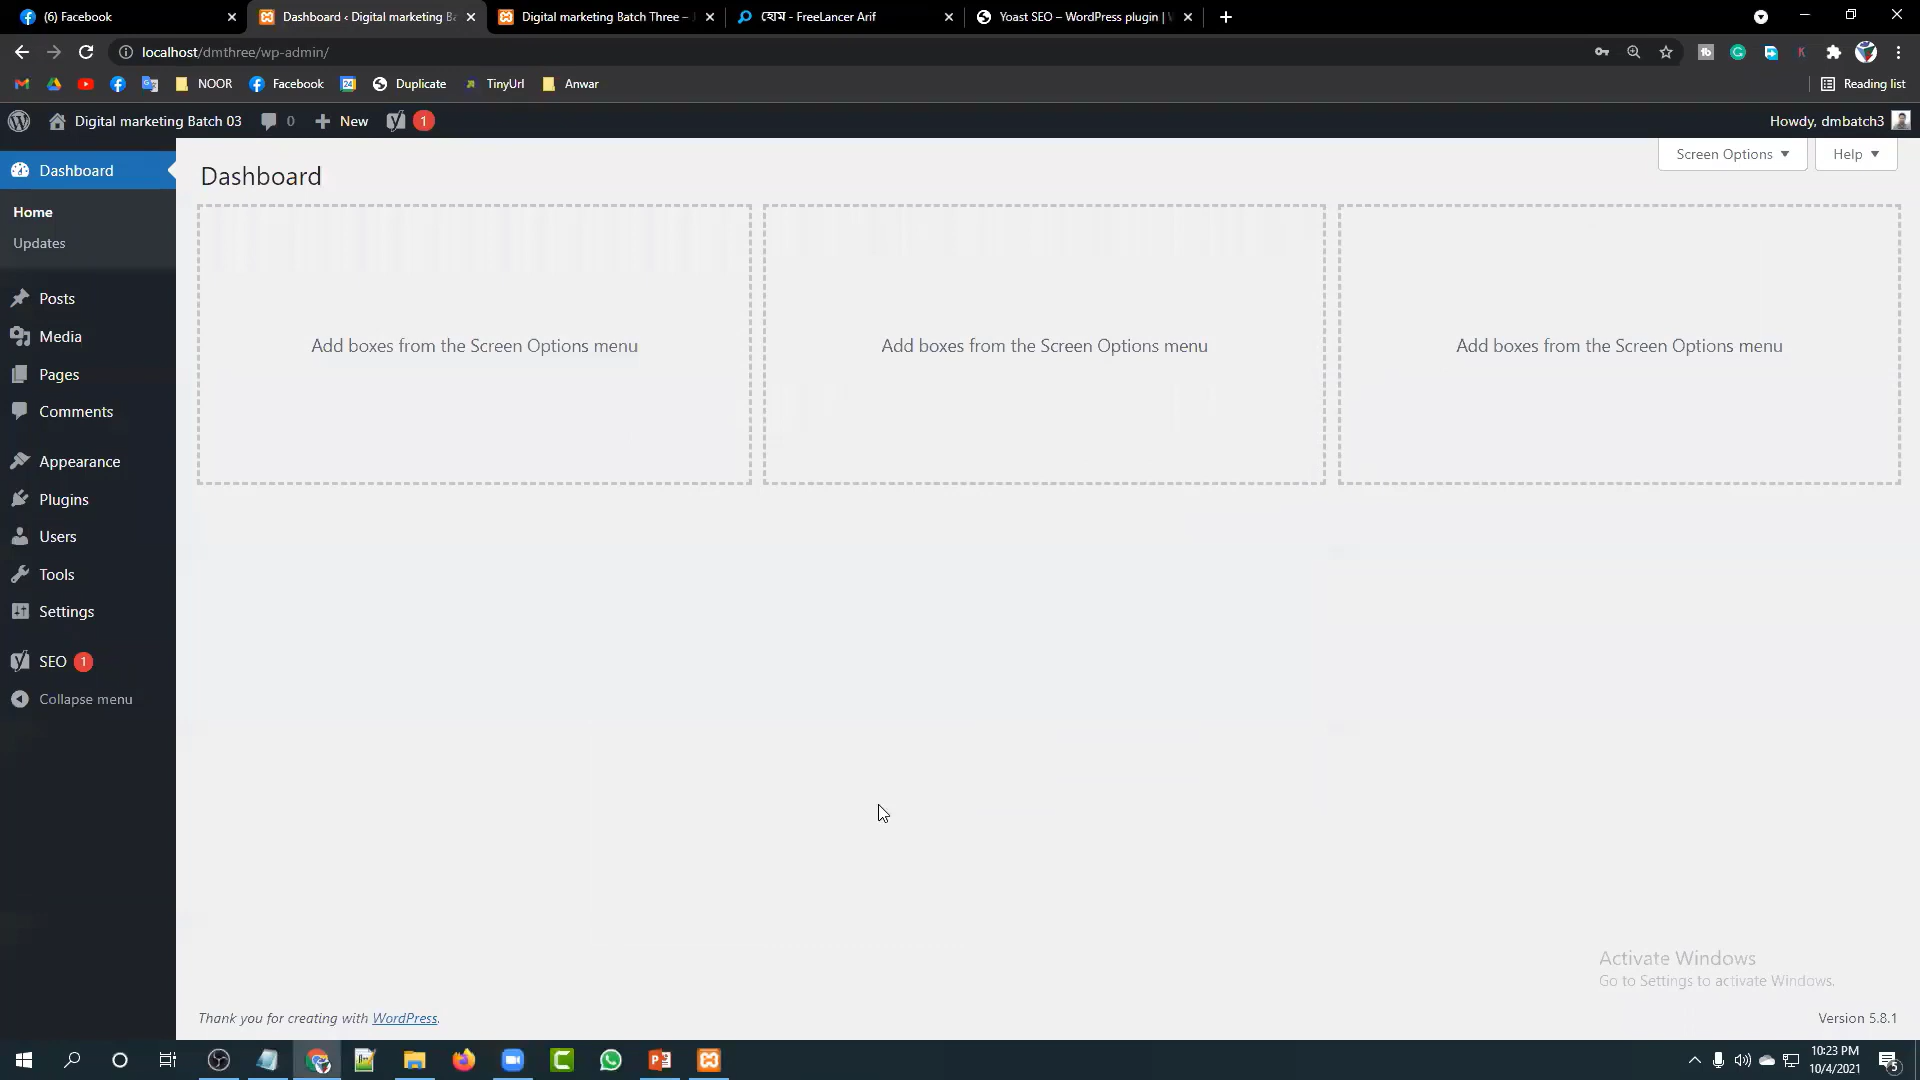 (6) Facebook
Dashboard ‹ Digital marketing Ba
Digital marketing Batch Three –
হোম - FreeLancer Arif
Yoast SEO – WordPress plugin |
localhost/dmthree/wp-admin/
NOOR
Facebook
24
Duplicate
TinyUrl
Anwar
Reading list
Digital marketing Batch 03
0
New
1
Howdy, dmbatch3
Screen Options
Help
Dashboard
Home
Updates
Posts
Media
Pages
Comments
Appearance
Plugins
Users
Tools
Settings
SEO 1
Collapse menu
Dashboard
Add boxes from the Screen Options menu
Add boxes from the Screen Options menu
Add boxes from the Screen Options menu
Activate Windows
Go to Settings to activate Windows.
Thank you for creating with WordPress.
Version 5.8.1
10:23 PM
10/4/2021
5